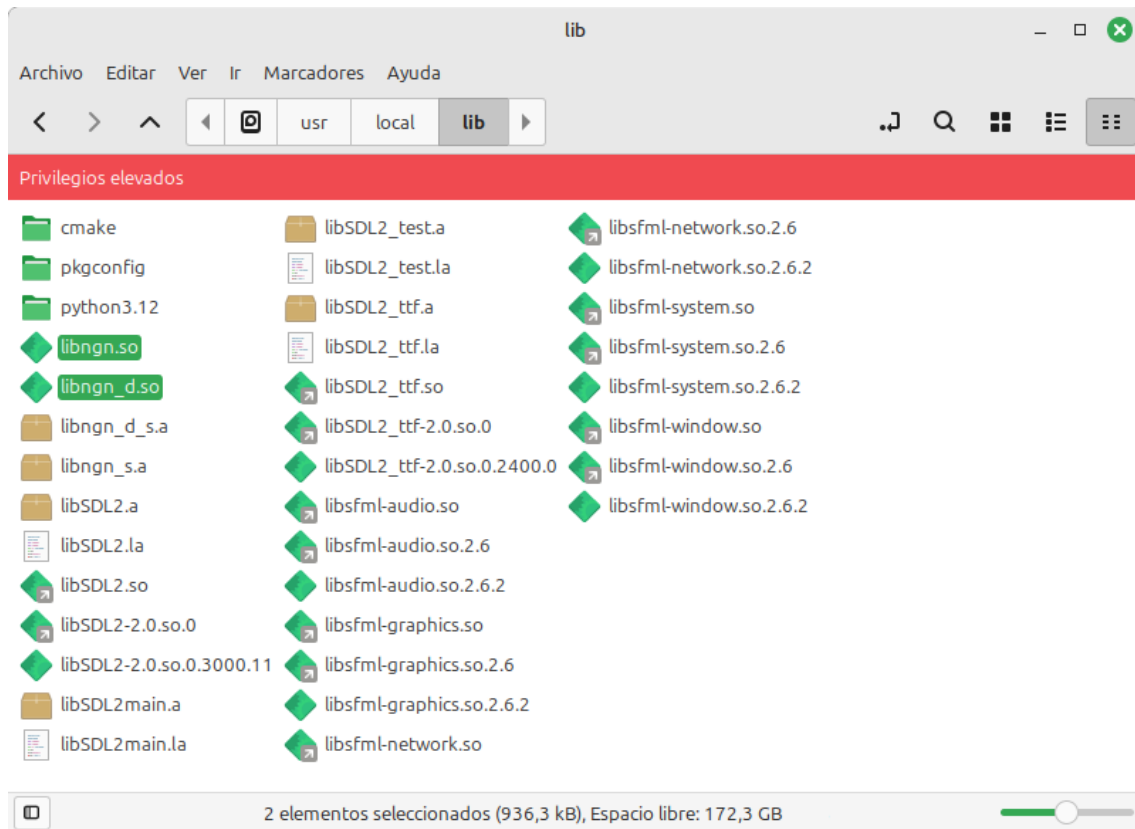 lib
Archivo Editar Ver Ir Marcadores Ayuda
usr local lib
Privilegios elevados
cmake
pkgconfig
python3.12
libngn.so
libngn_d.so
libngn_d_s.a
libngn_s.a
libSDL2.a
libSDL2.la
libSDL2.so
libSDL2-2.0.so.0
libSDL2-2.0.so.0.3000.11
libSDL2main.a
libSDL2main.la
libSDL2_test.a
libSDL2_test.la
libSDL2_ttf.a
libSDL2_ttf.la
libSDL2_ttf.so
libSDL2_ttf-2.0.so.0
libSDL2_ttf-2.0.so.0.2400.0
libsfml-audio.so
libsfml-audio.so.2.6
libsfml-audio.so.2.6.2
libsfml-graphics.so
libsfml-graphics.so.2.6
libsfml-graphics.so.2.6.2
libsfml-network.so
libsfml-network.so.2.6
libsfml-network.so.2.6.2
libsfml-system.so
libsfml-system.so.2.6
libsfml-system.so.2.6.2
libsfml-window.so
libsfml-window.so.2.6
libsfml-window.so.2.6.2
2 elementos seleccionados (936,3 kB), Espacio libre: 172,3 GB